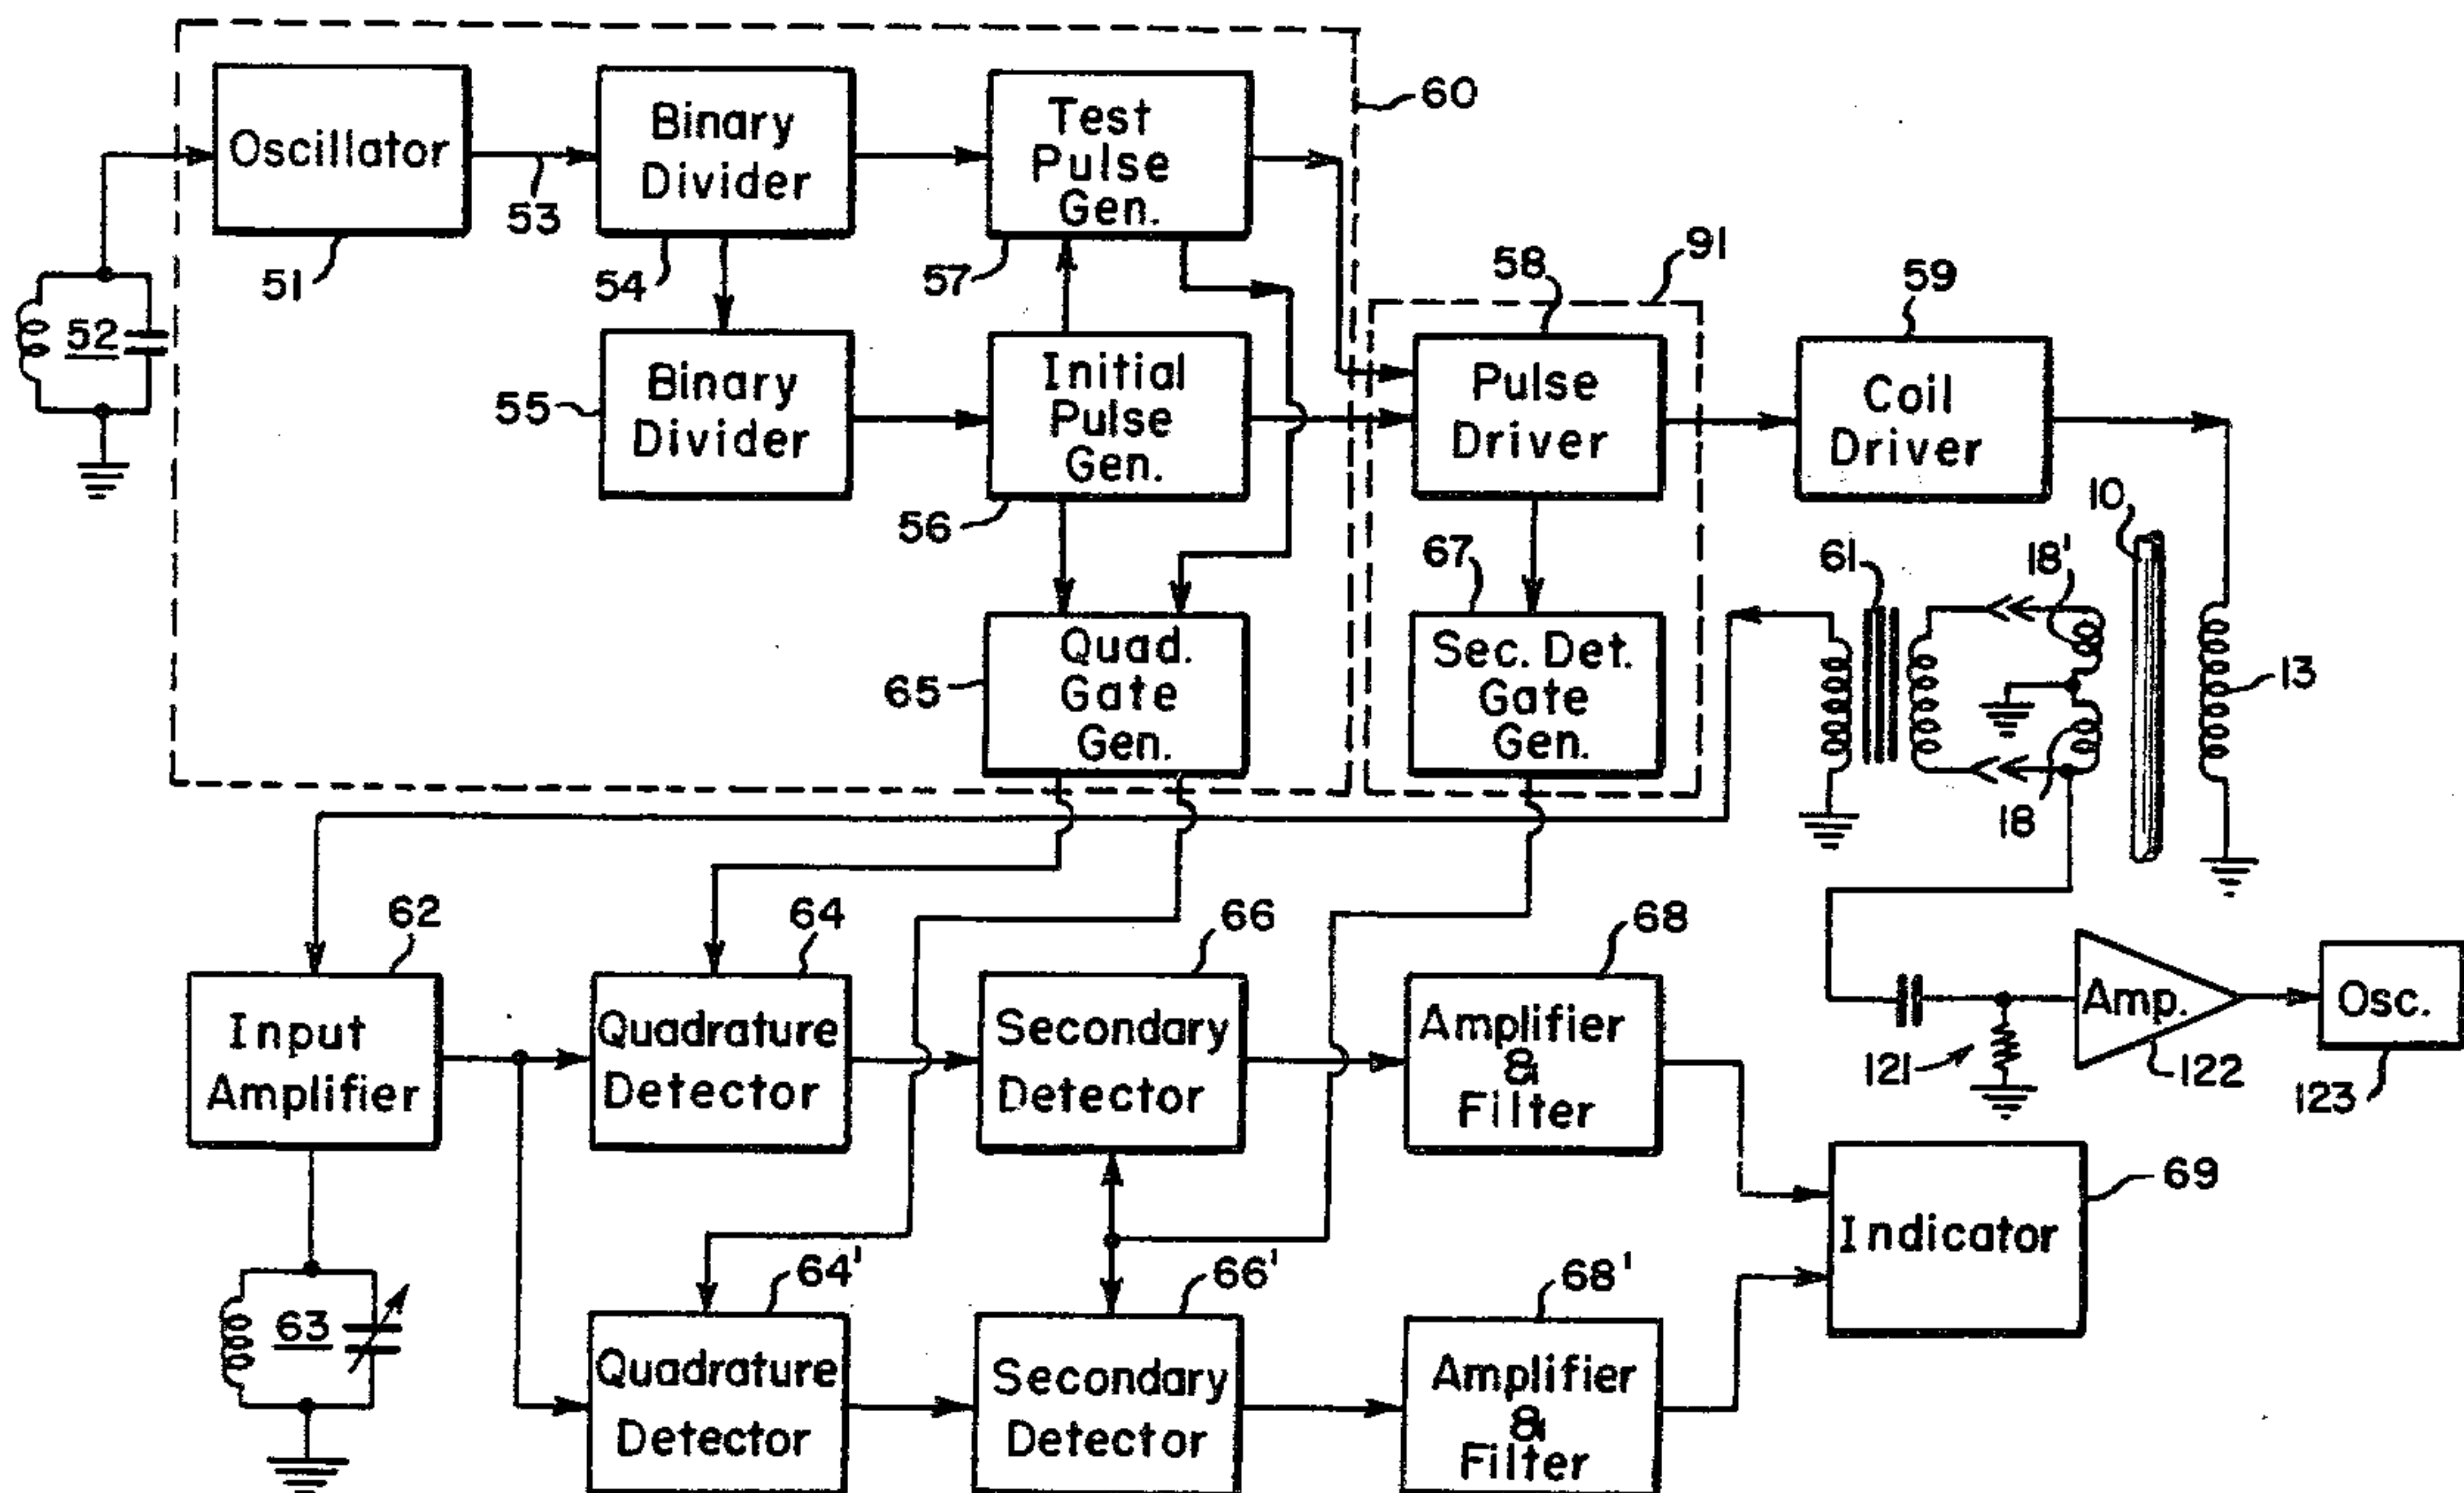 60
Oscillator
Binary
Divider
Test
Pulse
Gen.
53
51
54
57
52
58
91
59
55
Binary
Divider
Initial
Pulse
Gen.
Pulse
Driver
Coil
Driver
56
10
67
61
18'
65
Quad.
Gate
Gen.
Sec. Det.
Gate
Gen.
13
18
62
64
66
68
Input
Amplifier
Quadrature
Detector
Secondary
Detector
Amplifier
&
Filter
Amp.
Osc.
121
122
123
69
Indicator
63
64'
66'
68'
Quadrature
Detector
Secondary
Detector
Amplifier
&
Filter